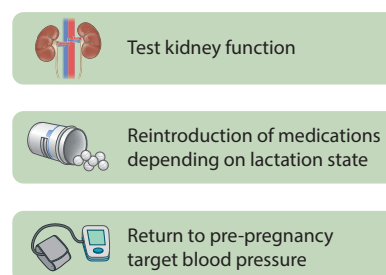 Test kidney function
Reintroduction of medications
depending on lactation state
Return to pre-pregnancy
target blood pressure